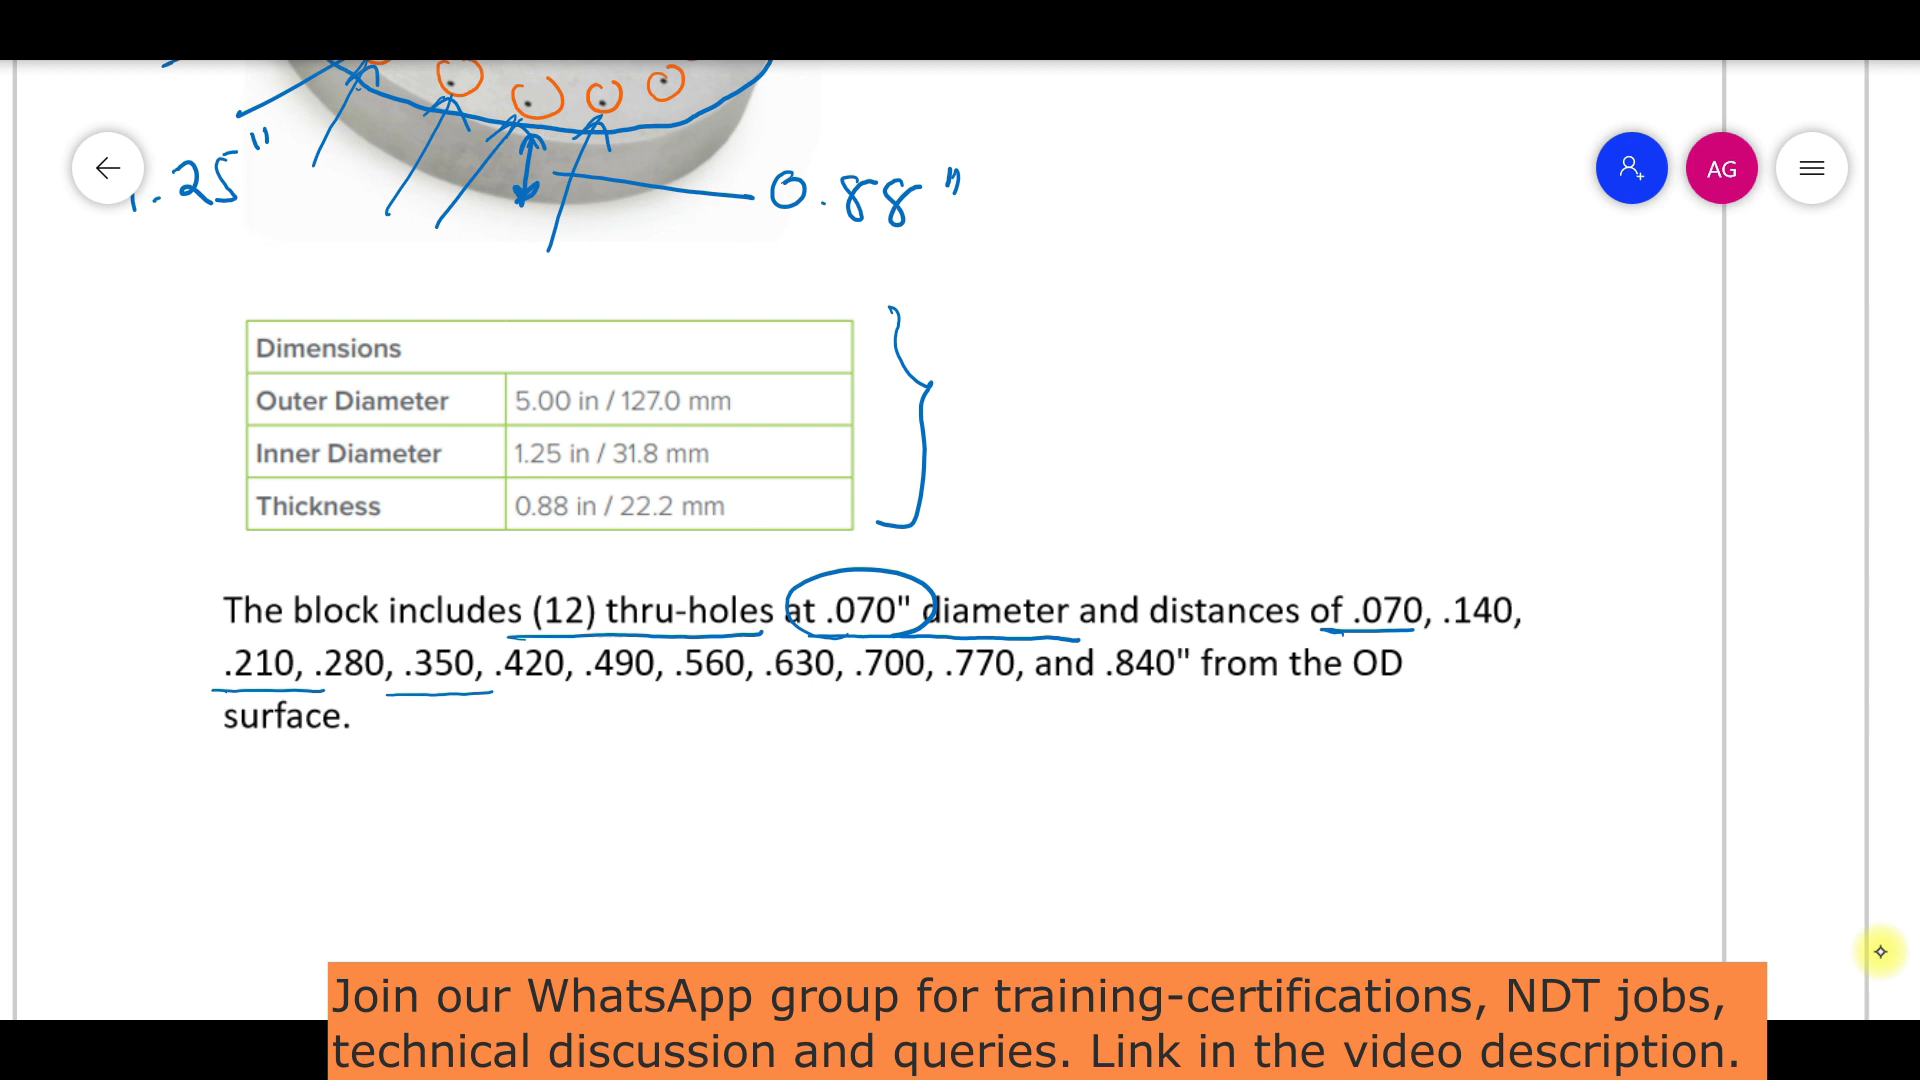 .25"
0.88"
AG
Dimensions
Outer Diameter 5.00 in / 127.0 mm
Inner Diameter 1.25 in / 31.8 mm
Thickness 0.88 in / 22.2 mm
The block includes (12) thru-holes at .070" diameter and distances of .070, .140,
.210, .280, .350, .420, .490, .560, .630, .700, .770, and .840" from the OD
surface.
Join our WhatsApp group for training-certifications, NDT jobs,
technical discussion and queries. Link in the video description.